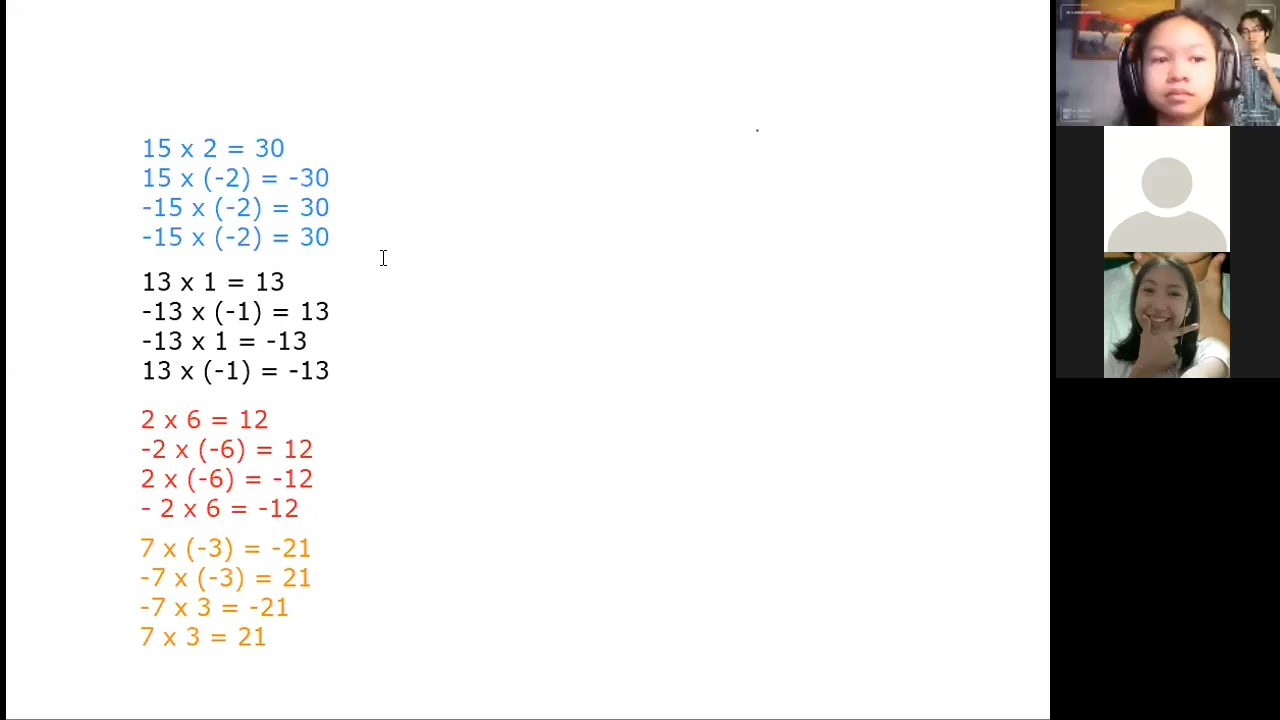 15 x 2 = 30
15 x (-2) = -30
-15 x (-2) = 30
-15 x (-2) = 30
13 x 1 = 13
-13 x (-1) = 13
-13 x 1 = -13
13 x (-1) = -13
2 x 6 = 12
-2 x (-6) = 12
2 x (-6) = -12
- 2 x 6 = -12
7 x (-3) = -21
-7 x (-3) = 21
-7 x 3 = -21
7 x 3 = 21